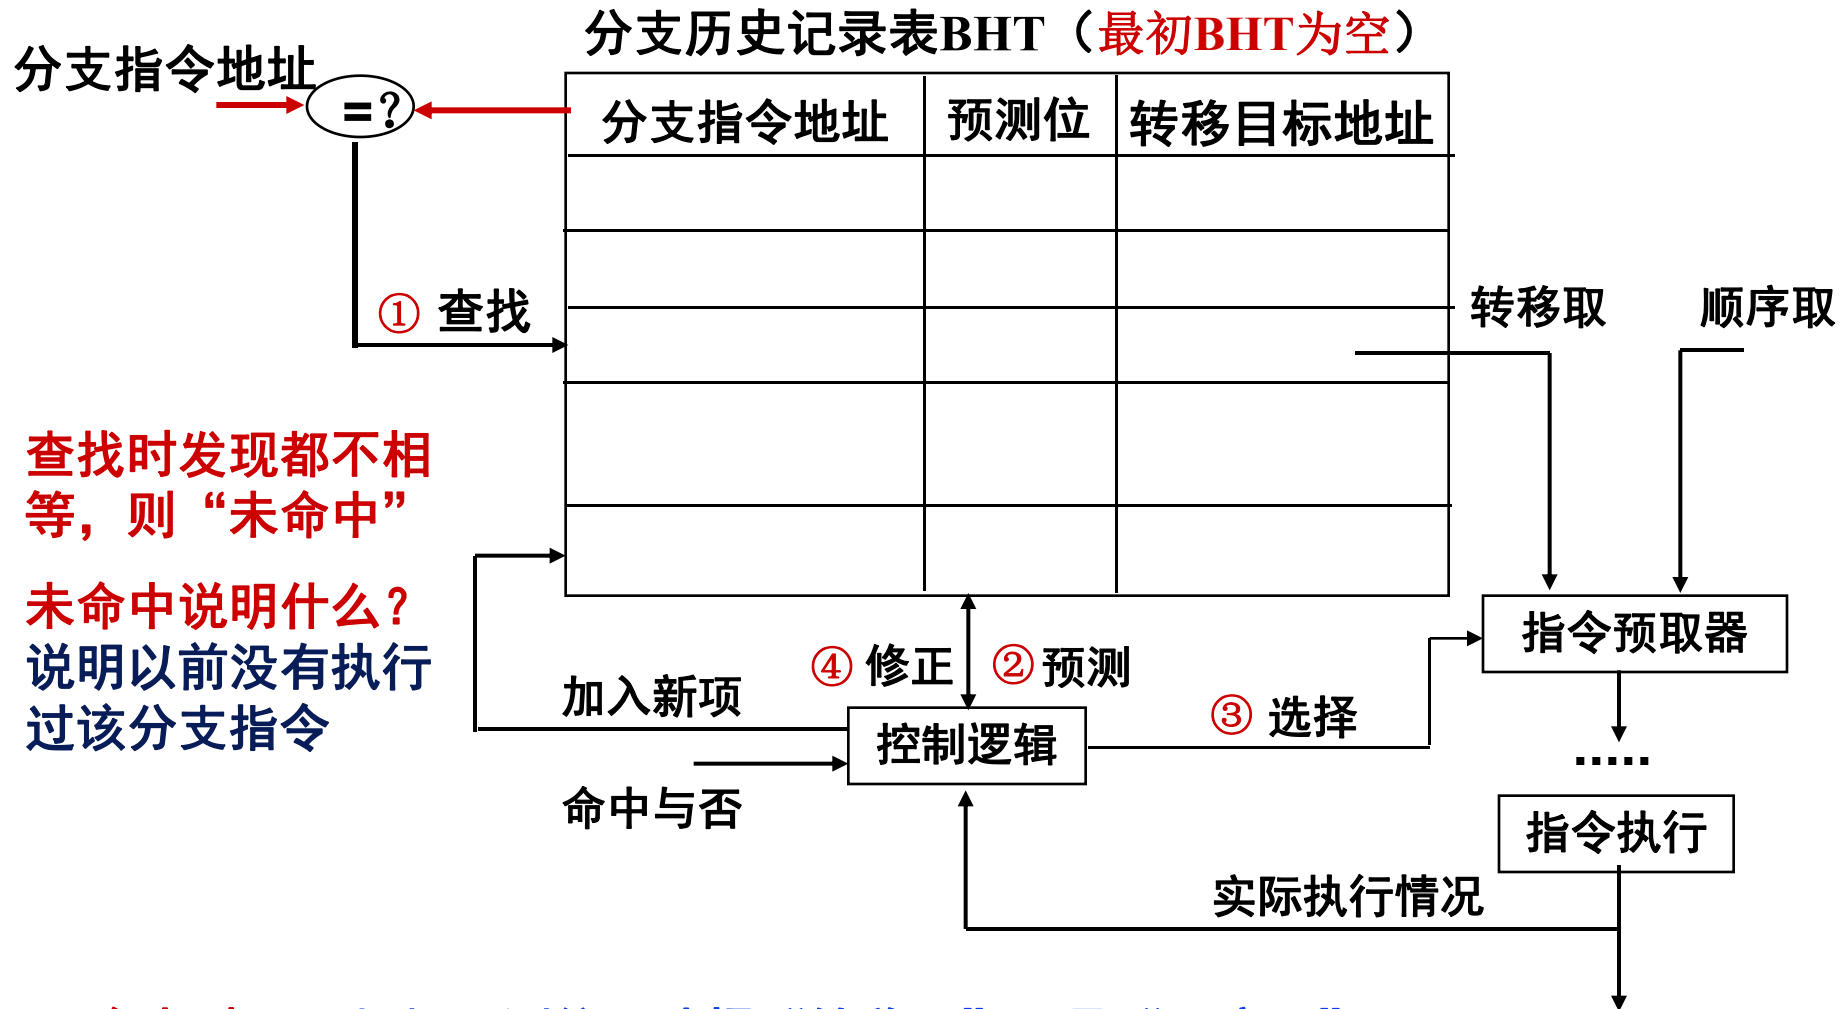 分支历史记录表BHT（最初BHT为空）
分支指令地址
=?
分支指令地址 预测位 转移目标地址
① 查找
转移取 顺序取
查找时发现都不相
等，则“未命中”
未命中说明什么？
说明以前没有执行
过该分支指令
④ 修正 ② 预测
加入新项
③ 选择
指令预取器
控制逻辑
.....
命中与否
指令执行
实际执行情况